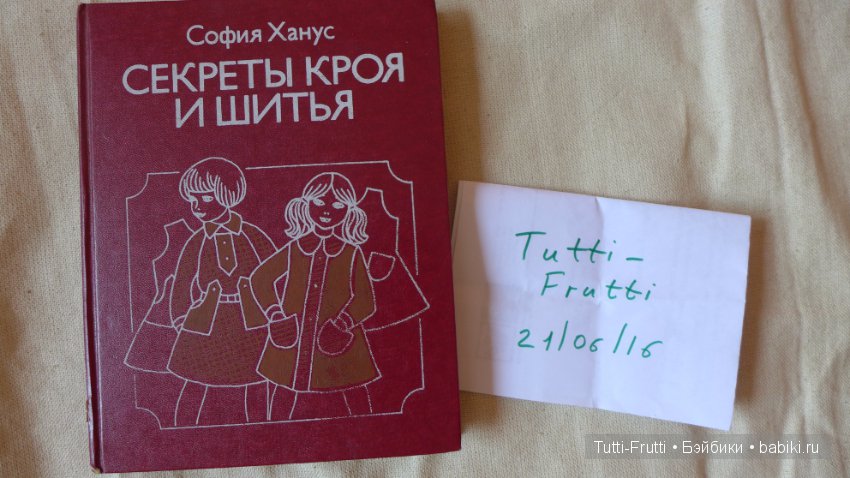 София Ханус
СЕКРЕТЫ КРОЯ
И ШИТЬЯ
Tutti-
Frutti
21/06/16
Tutti-Frutti • Бэйбики • babiki.ru